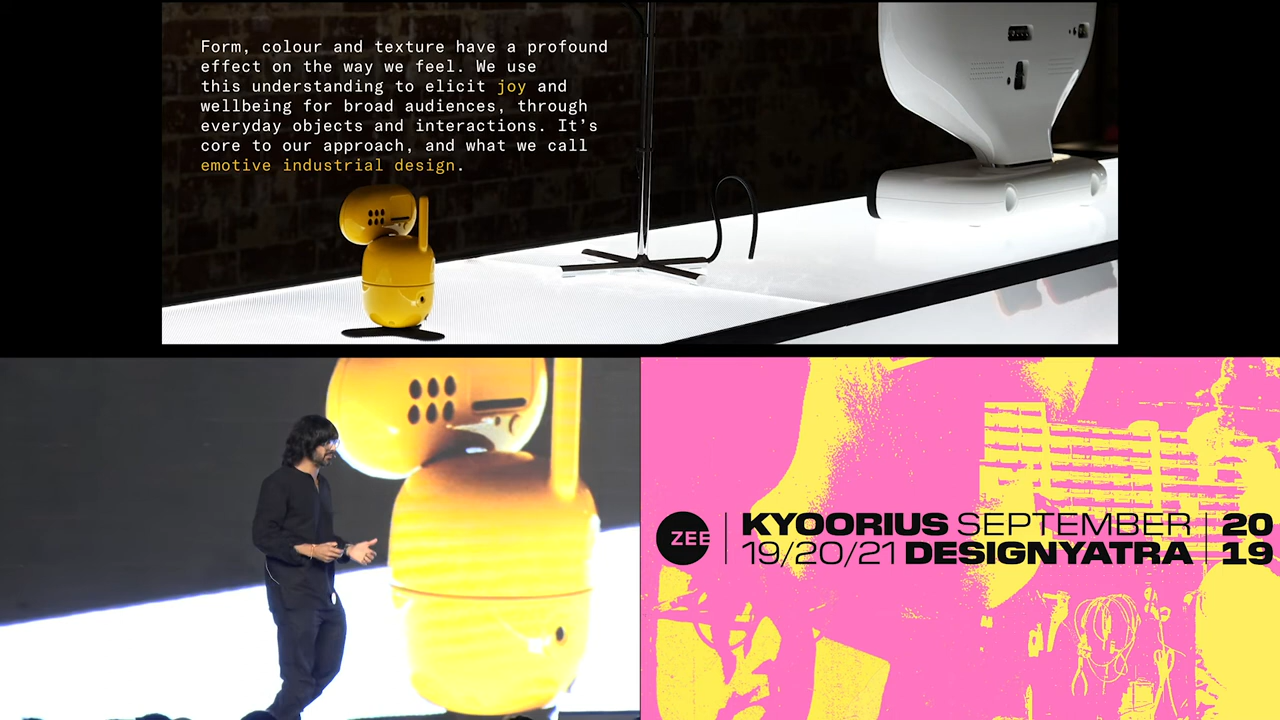 Form, colour and texture have a profound
effect on the way we feel. We use
this understanding to elicit joy and
wellbeing for broad audiences, through
everyday objects and interactions. It’s
core to our approach, and what we call
emotive industrial design.
ZEE
KYOORIUS SEPTEMBER
19/20/21 DESIGNYATRA
20
19